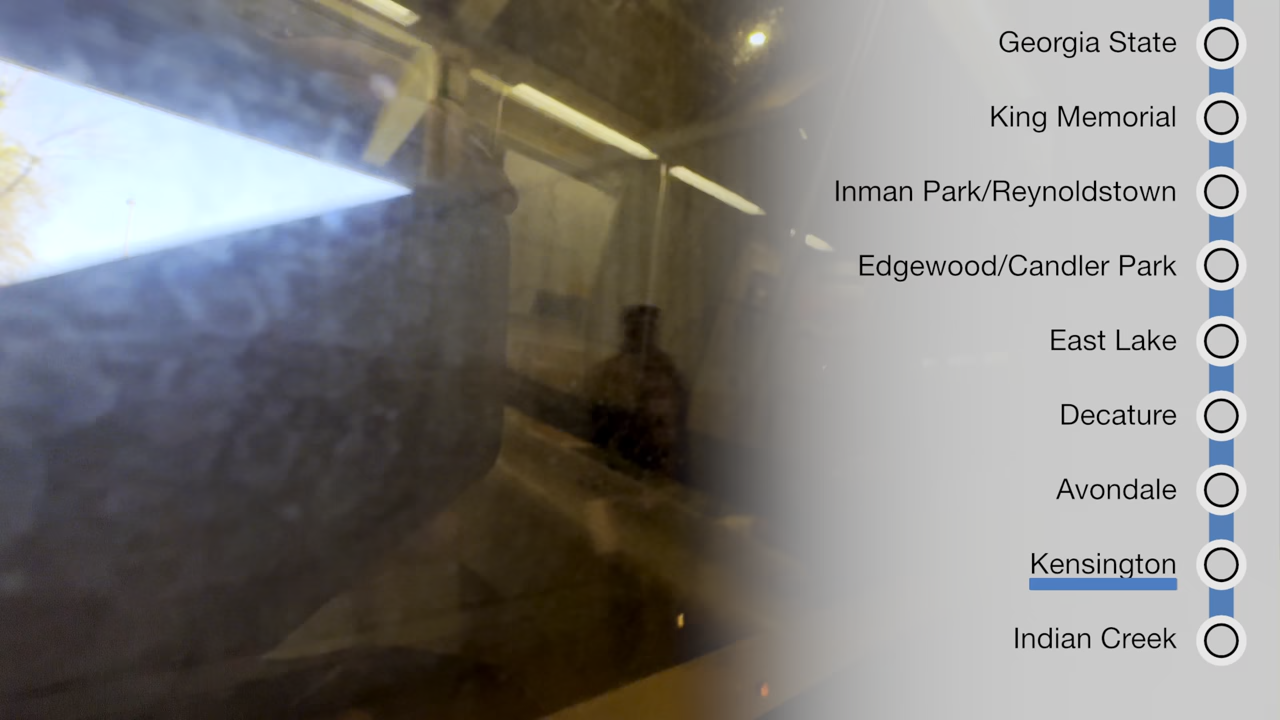 Georgia State
King Memorial
Inman Park/Reynoldstown
Edgewood/Candler Park
East Lake
Decature
Avondale
Kensington
Indian Creek